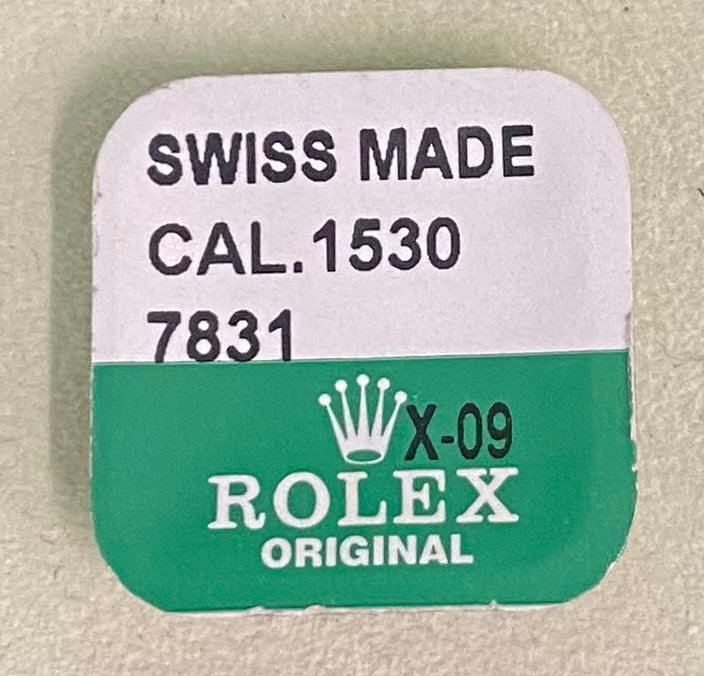 SWISS MADE
CAL.1530
7831
X-09
ROLEX
ORIGINAL